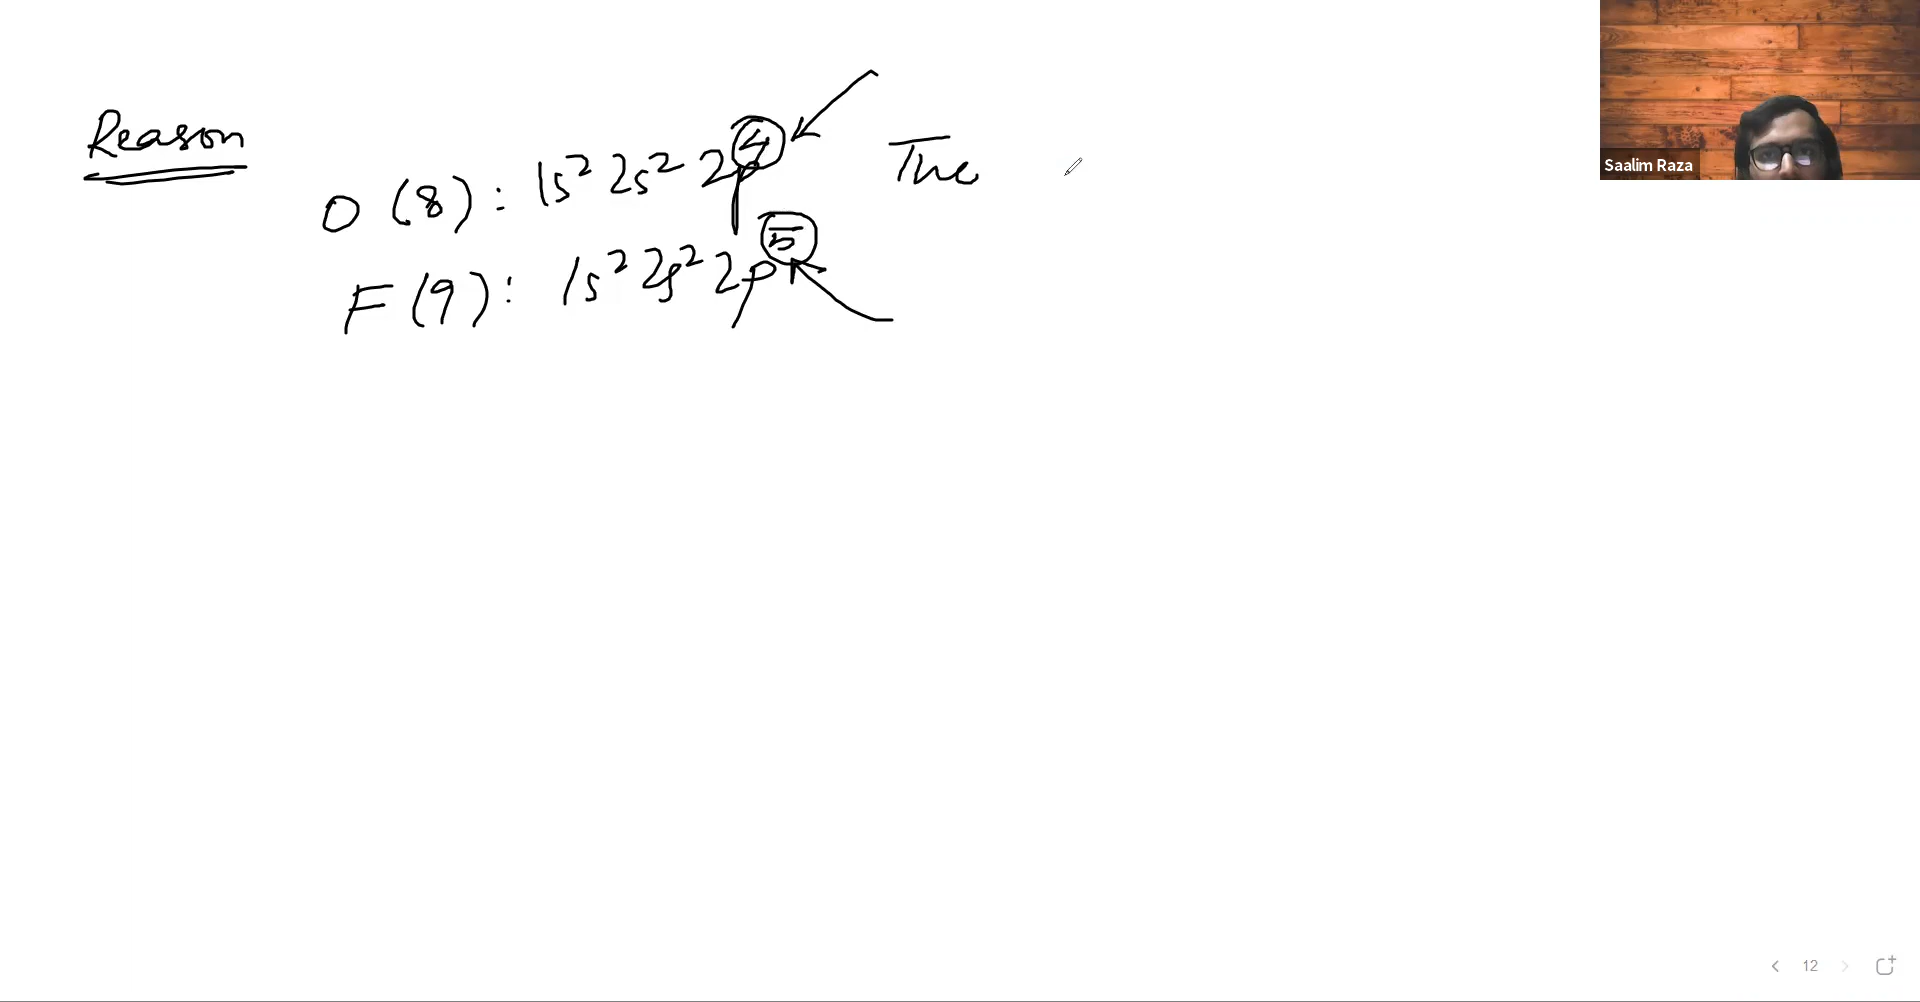 Reason
O (8) : 1s² 2s² 2p⁴ The
F (9) : 1s² 2s² 2p⁵
Saalim Raza
12